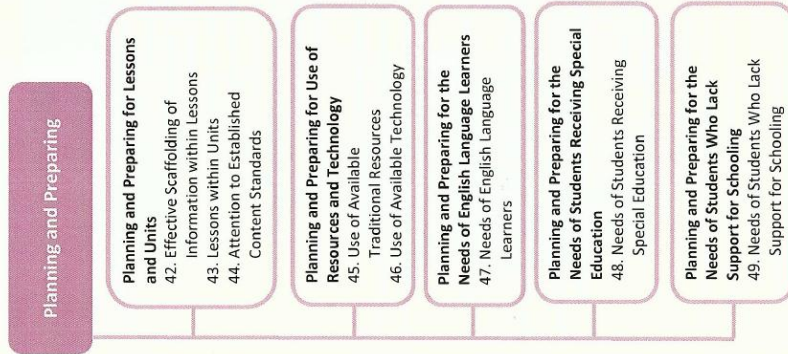 Planning and Preparing
Planning and Preparing for Lessons
and Units
42. Effective Scaffolding of
Information within Lessons
43. Lessons within Units
44. Attention to Established
Content Standards
Planning and Preparing for Use of
Resources and Technology
45. Use of Available
Traditional Resources
46. Use of Available Technology
Planning and Preparing for the
Needs of English Language Learners
47. Needs of English Language
Learners
Planning and Preparing for the
Needs of Students Receiving Special
Education
48. Needs of Students Receiving
Special Education
Planning and Preparing for the
Needs of Students Who Lack
Support for Schooling
49. Needs of Students Who Lack
Support for Schooling